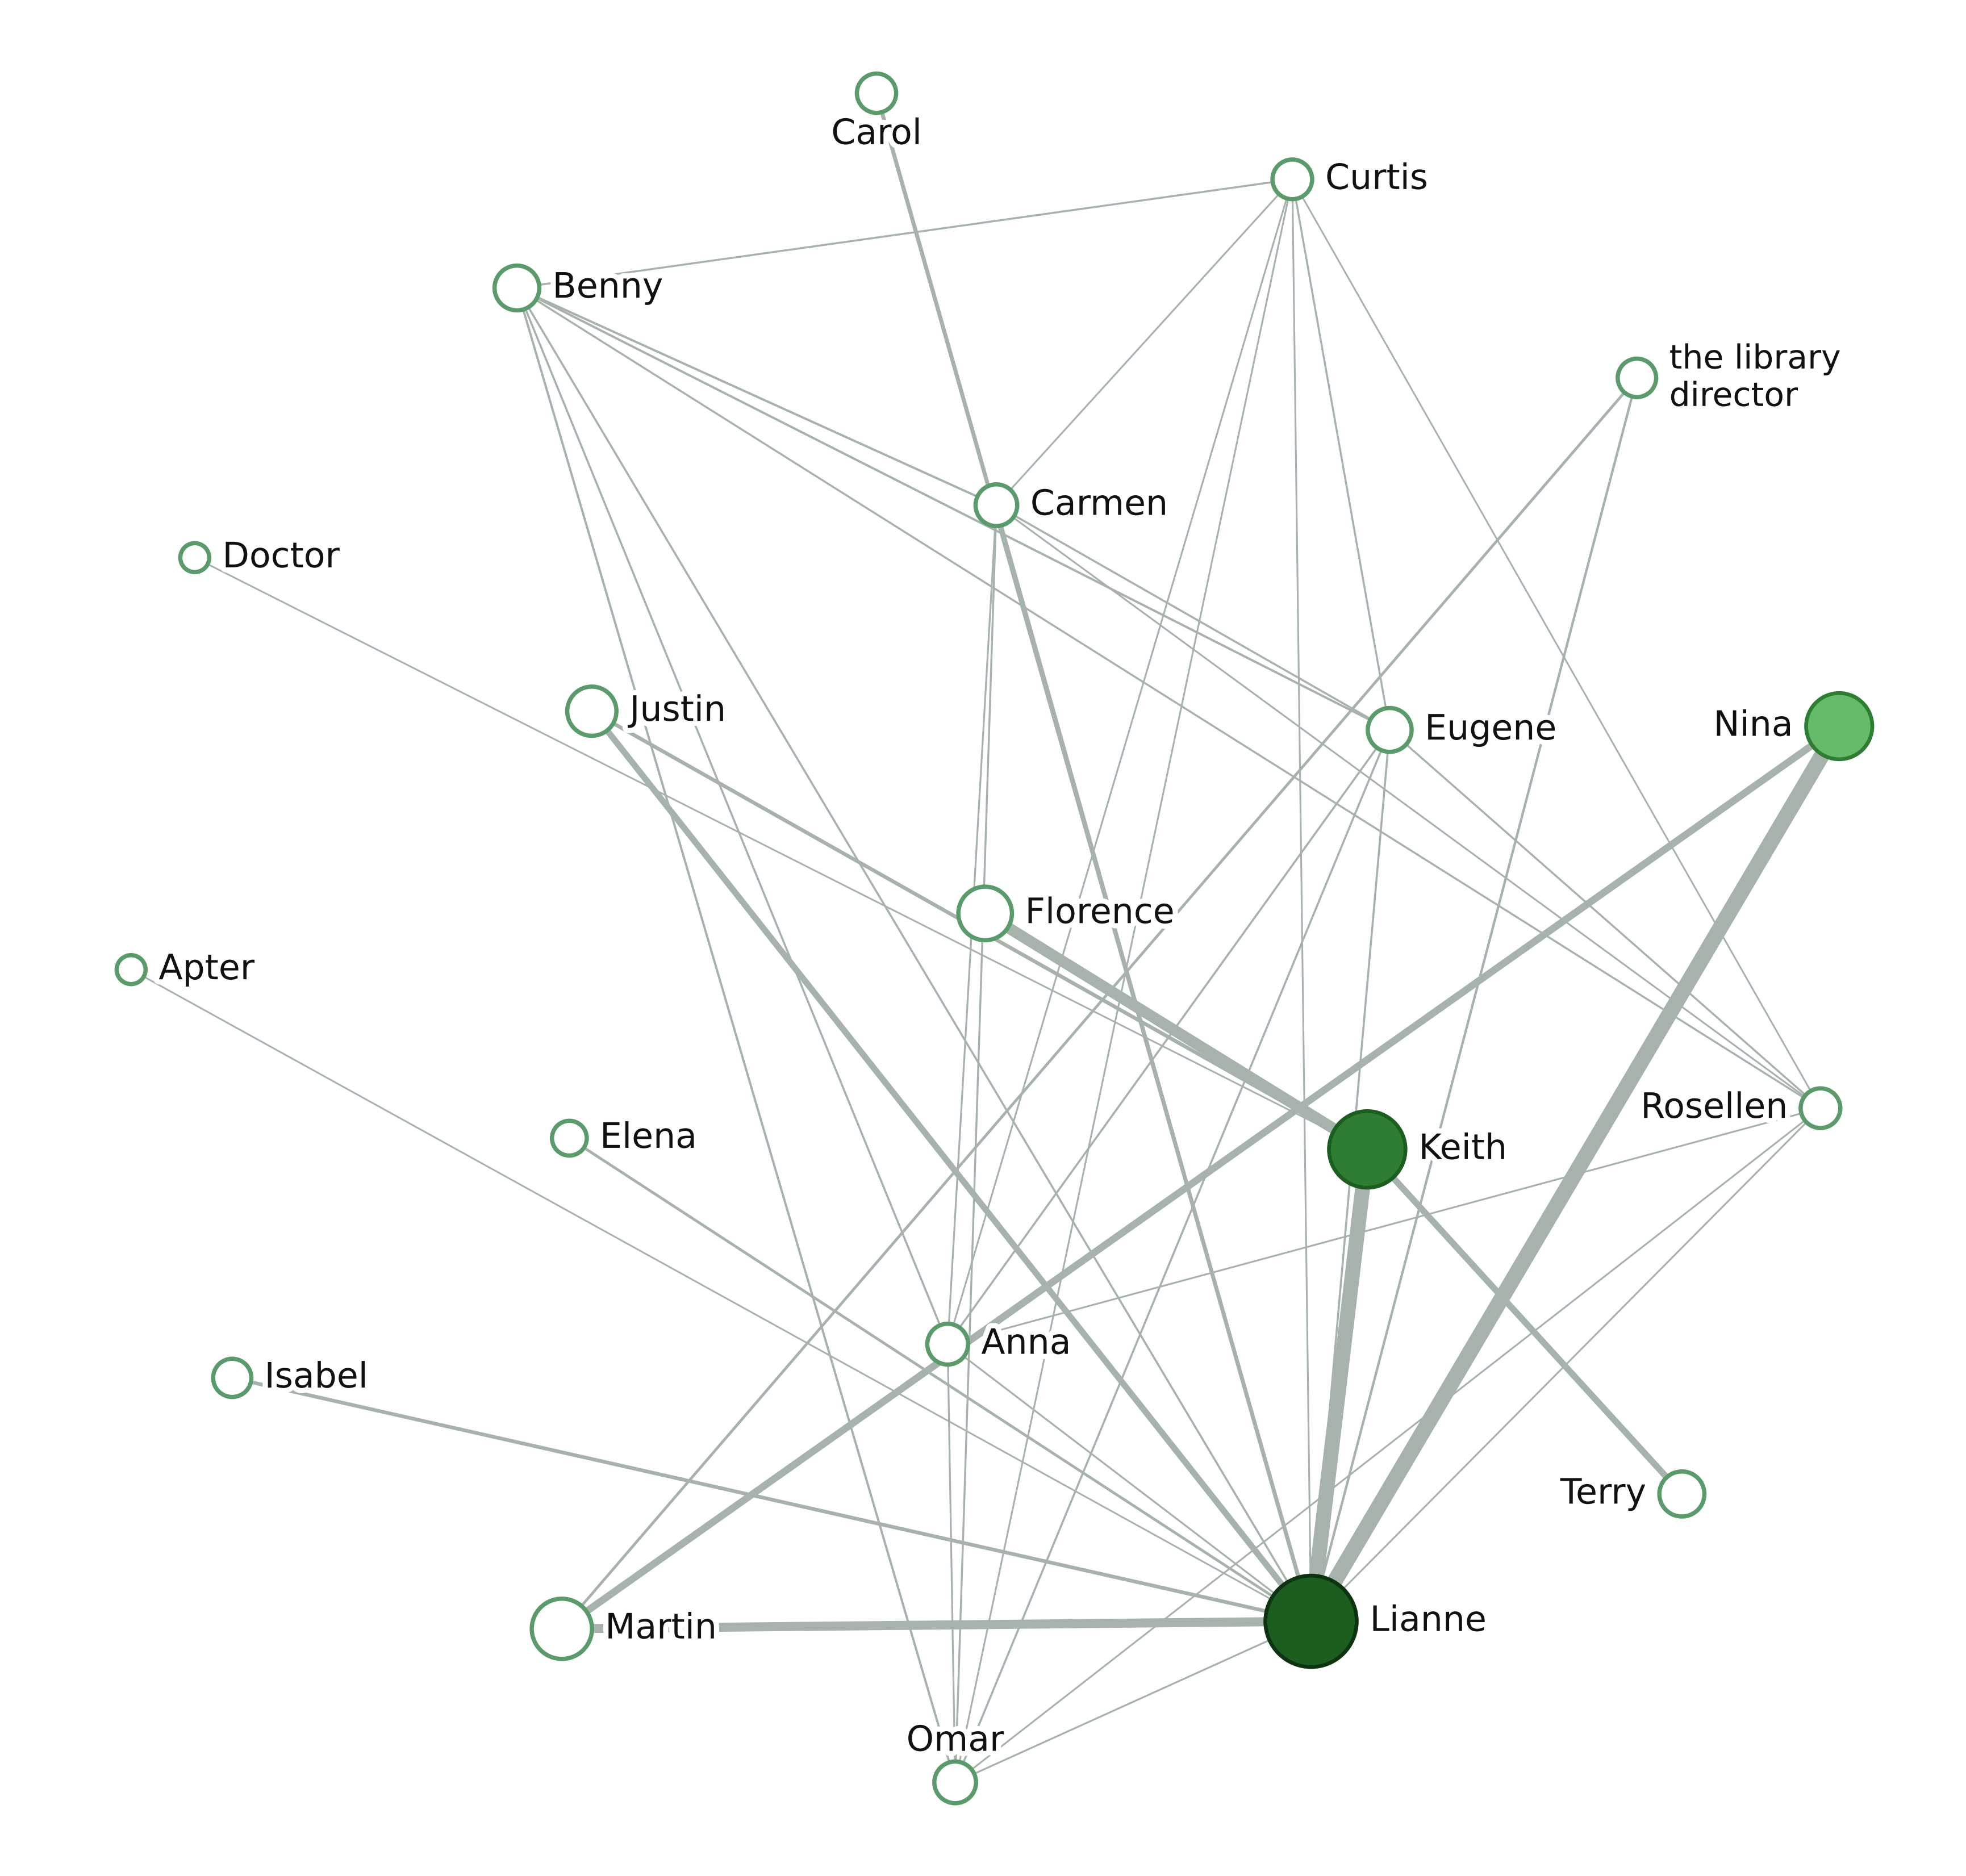 Carol
Curtis
Benny
the library
director
Carmen
Doctor
Justin
Eugene
Nina
Florence
Apter
Rosellen
Elena
Keith
Anna
Isabel
Terry
Martin
Lianne
Omar